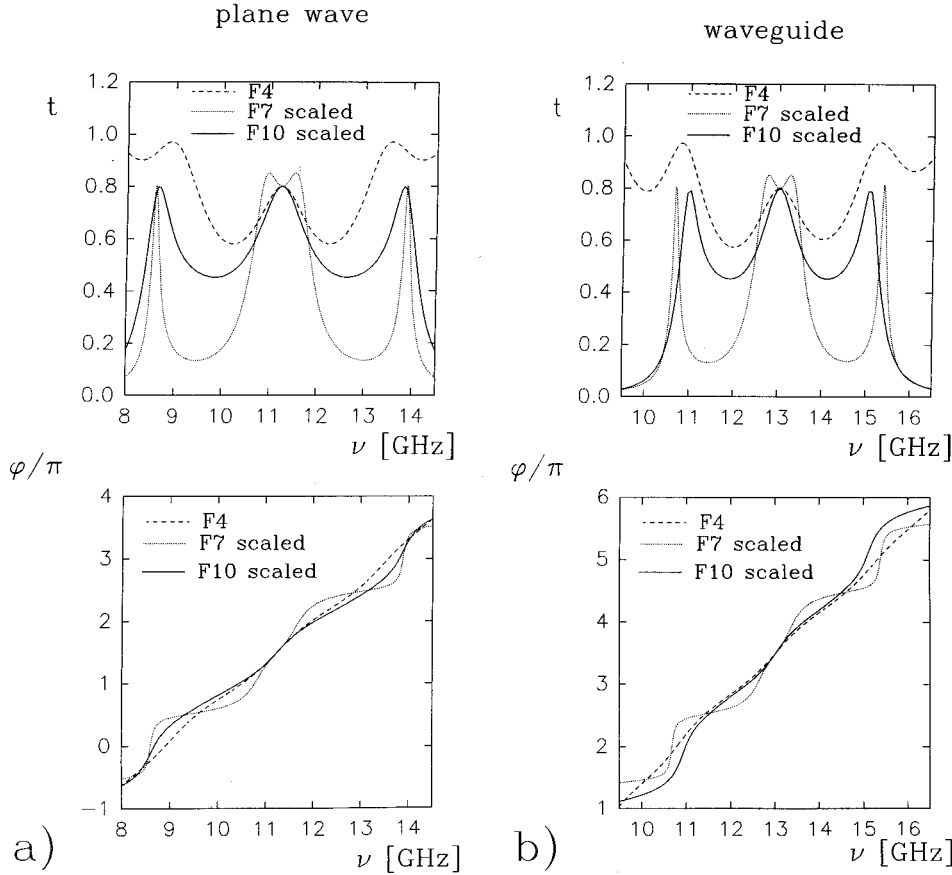 plane wave
waveguide
t
1.2
1.0
0.8
0.6
0.4
0.2
0.0
F4
F7 scaled
F10 scaled
8 9 10 11 12 13 14
ν [GHz]
t
1.2
1.0
0.8
0.6
0.4
0.2
0.0
F4
F7 scaled
F10 scaled
10 11 12 13 14 15 16
ν [GHz]
φ/π
4
3
2
1
0
−1
F4
F7 scaled
F10 scaled
8 9 10 11 12 13 14
ν [GHz]
a)
φ/π
6
5
4
3
2
1
F4
F7 scaled
F10 scaled
10 11 12 13 14 15 16
ν [GHz]
b)